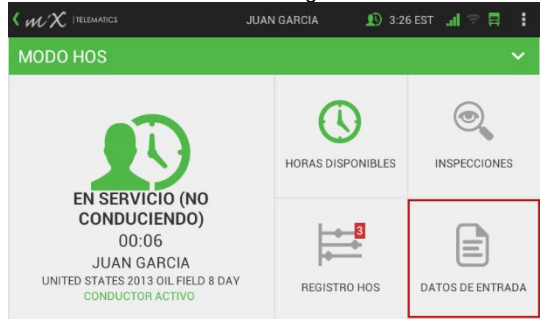 MiX | TELEMATICS JUAN GARCIA 3:26 EST
MODO HOS
EN SERVICIO (NO
CONDUCIENDO)
00:06
JUAN GARCIA
UNITED STATES 2013 OIL FIELD 8 DAY
CONDUCTOR ACTIVO
HORAS DISPONIBLES
INSPECCIONES
3
REGISTRO HOS
DATOS DE ENTRADA